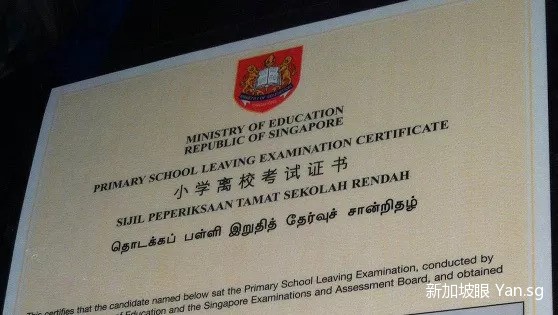 MINISTRY OF EDUCATION
REPUBLIC OF SINGAPORE
PRIMARY SCHOOL LEAVING EXAMINATION CERTIFICATE
小学离校考试证书
SIJIL PEPERIKSAAN TAMAT SEKOLAH RENDAH
தொடக்கப் பள்ளி இறுதித் தேர்வுச் சான்றிதழ்
This certifies that the candidate named below sat the Primary School Leaving Examination, conducted by
of Education and the Singapore Examinations and Assessment Board, and obtained
新加坡眼 Yan.sg